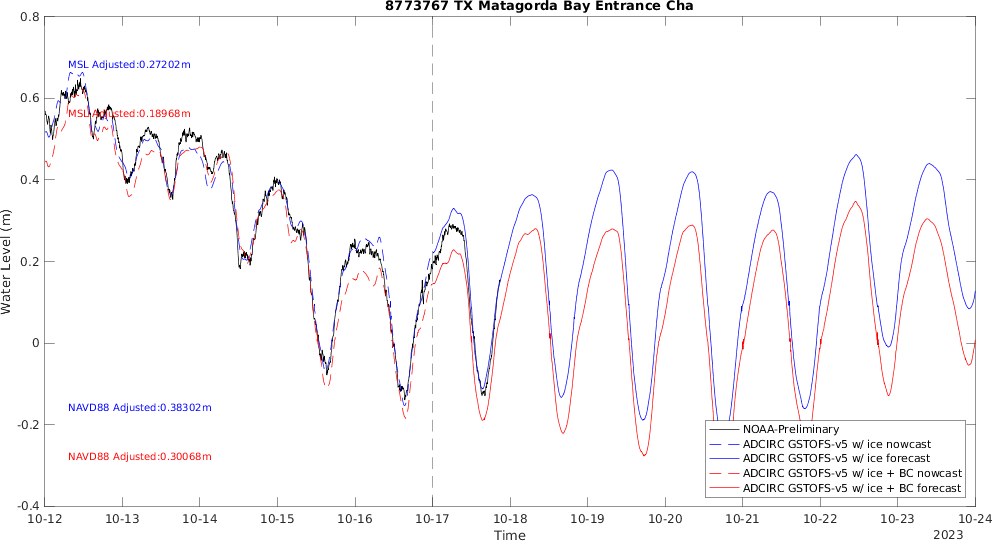 8773767 TX Matagorda Bay Entrance Cha
0.8
0.6
0.4
0.2
0
-0.2
-0.4
Water Level (m)
MSL Adjusted:0.27202m
MSL Adjusted:0.18968m
NAVD88 Adjusted:0.38302m
NAVD88 Adjusted:0.30068m
NOAA-Preliminary
ADCIRC GSTOFS-v5 w/ ice nowcast
ADCIRC GSTOFS-v5 w/ ice forecast
ADCIRC GSTOFS-v5 w/ ice + BC nowcast
ADCIRC GSTOFS-v5 w/ ice + BC forecast
10-12 10-13 10-14 10-15 10-16 10-17 10-18 10-19 10-20 10-21 10-22 10-23 10-24
Time
2023